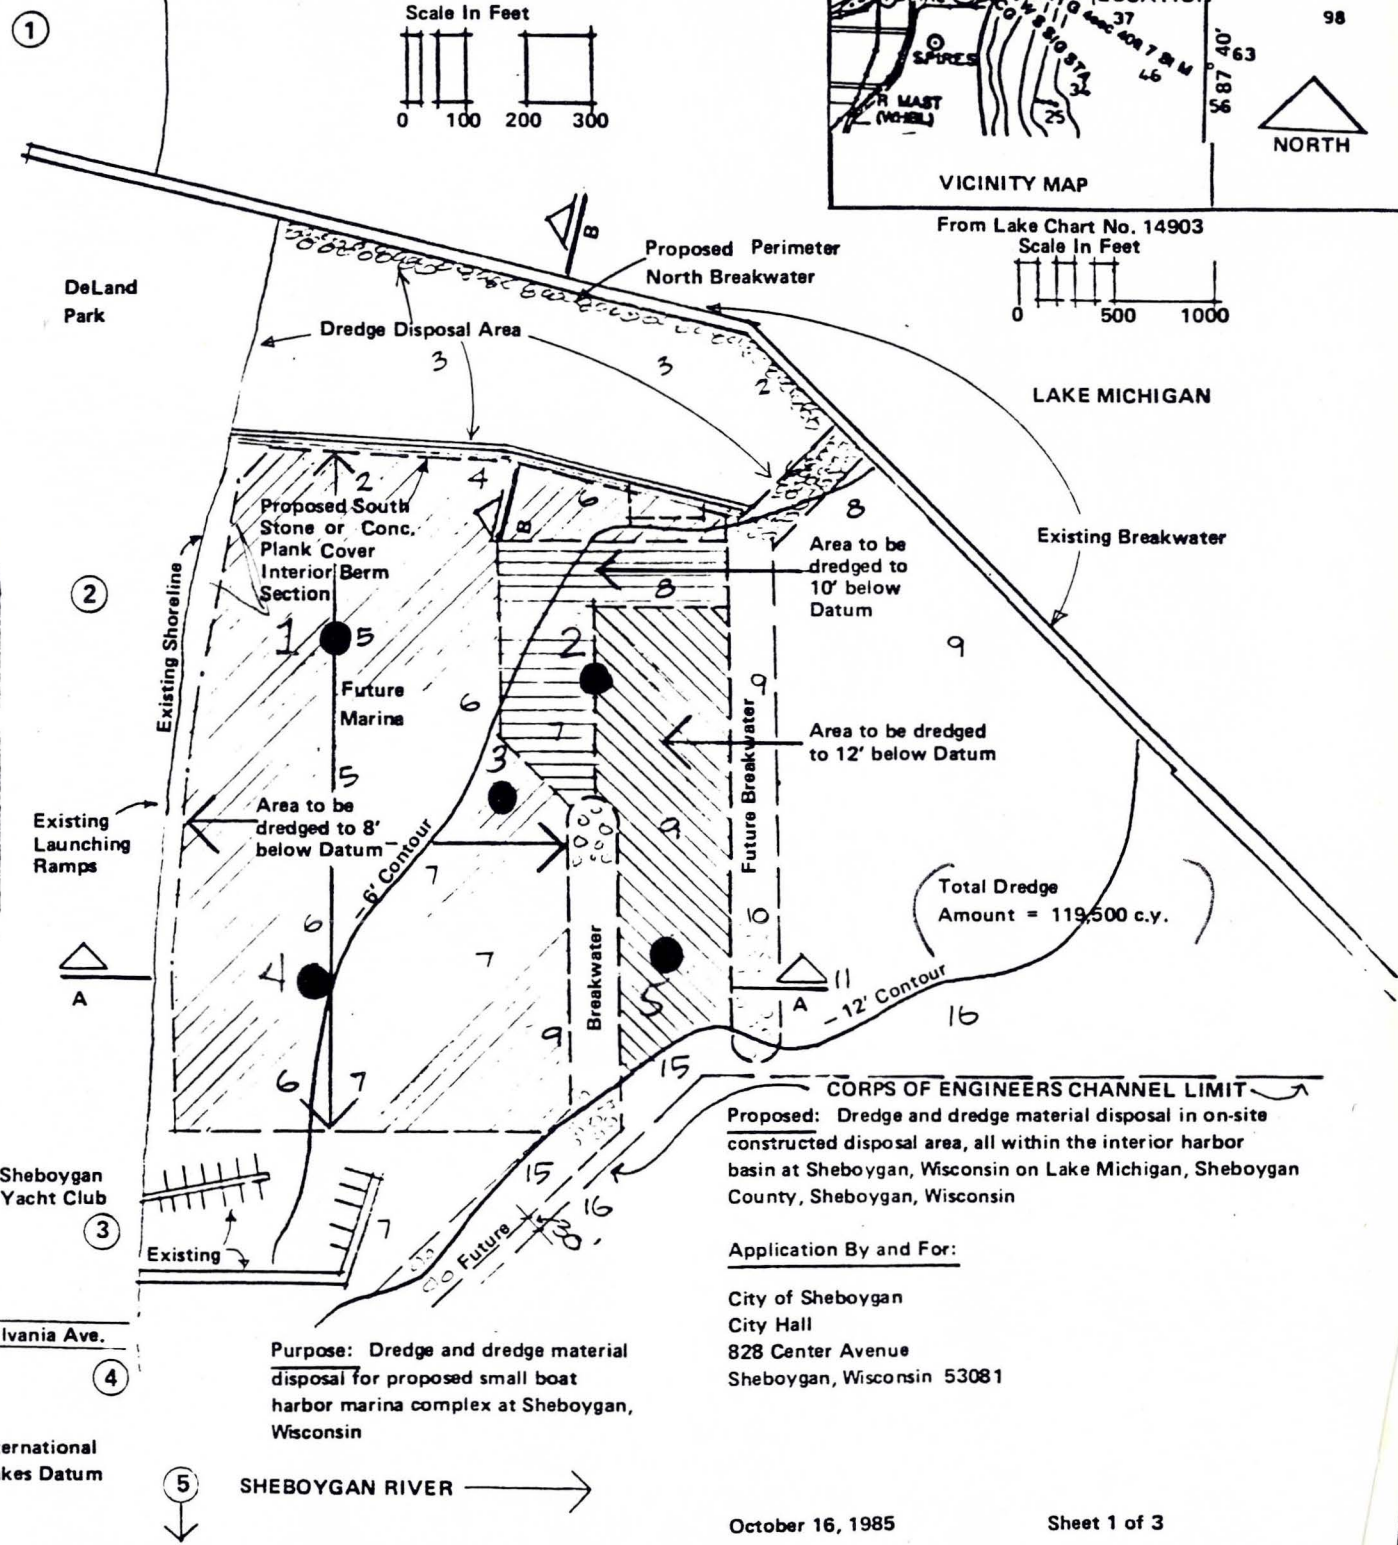 1
Scale In Feet
0 100 200 300
37
98
SPIRES
46
63
40'
87
56
34
25
R MAST
(WHBL)
NORTH
VICINITY MAP
From Lake Chart No. 14903
Scale In Feet
0 500 1000
B
Proposed Perimeter
North Breakwater
DeLand
Park
Dredge Disposal Area
3
3
2
LAKE MICHIGAN
2
4
6
8
B
Proposed South
Stone or Conc.
Plank Cover
Interior Berm
Section
Area to be
dredged to
10' below
Datum
Existing Breakwater
2
Existing Shoreline
8
1 5
2
9
9
Future
Marina
6
7
Area to be dredged
to 12' below Datum
3
5
Future Breakwater
Existing
Launching
Ramps
Area to be
dredged to 8'
below Datum
9
–6' Contour
7
Total Dredge
Amount = 119,500 c.y.
6
10
7
4
Breakwater
5
A
A
11
–12' Contour
16
9
15
6
7
CORPS OF ENGINEERS CHANNEL LIMIT
Proposed: Dredge and dredge material disposal in on-site
constructed disposal area, all within the interior harbor
basin at Sheboygan, Wisconsin on Lake Michigan, Sheboygan
County, Sheboygan, Wisconsin
Sheboygan
Yacht Club
15
16
3
7
Future
30'
Existing
Application By and For:
City of Sheboygan
City Hall
828 Center Avenue
Sheboygan, Wisconsin 53081
lvania Ave.
4
Purpose: Dredge and dredge material
disposal for proposed small boat
harbor marina complex at Sheboygan,
Wisconsin
ernational
kes Datum
5
SHEBOYGAN RIVER
October 16, 1985
Sheet 1 of 3